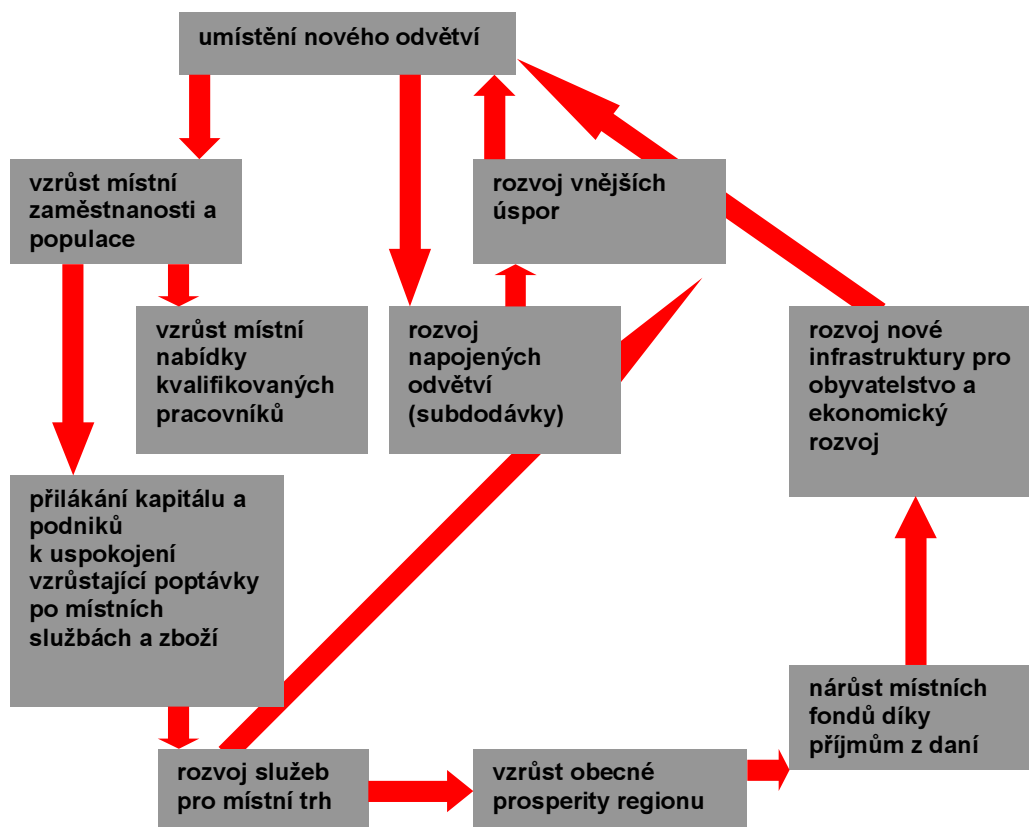 umístění nového odvětví
vzrůst místní
zaměstnanosti a
populace
rozvoj vnějších
úspor
vzrůst místní
nabídky
kvalifikovaných
pracovníků
rozvoj
napojených
odvětví
(subdodávky)
rozvoj nové
infrastruktury pro
obyvatelstvo a
ekonomický
rozvoj
přilákání kapitálu a
podniků
k uspokojení
vzrůstající poptávky
po místních
službách a zboží
nárůst místních
fondů díky
příjmům z daní
rozvoj služeb
pro místní trh
vzrůst obecné
prosperity regionu